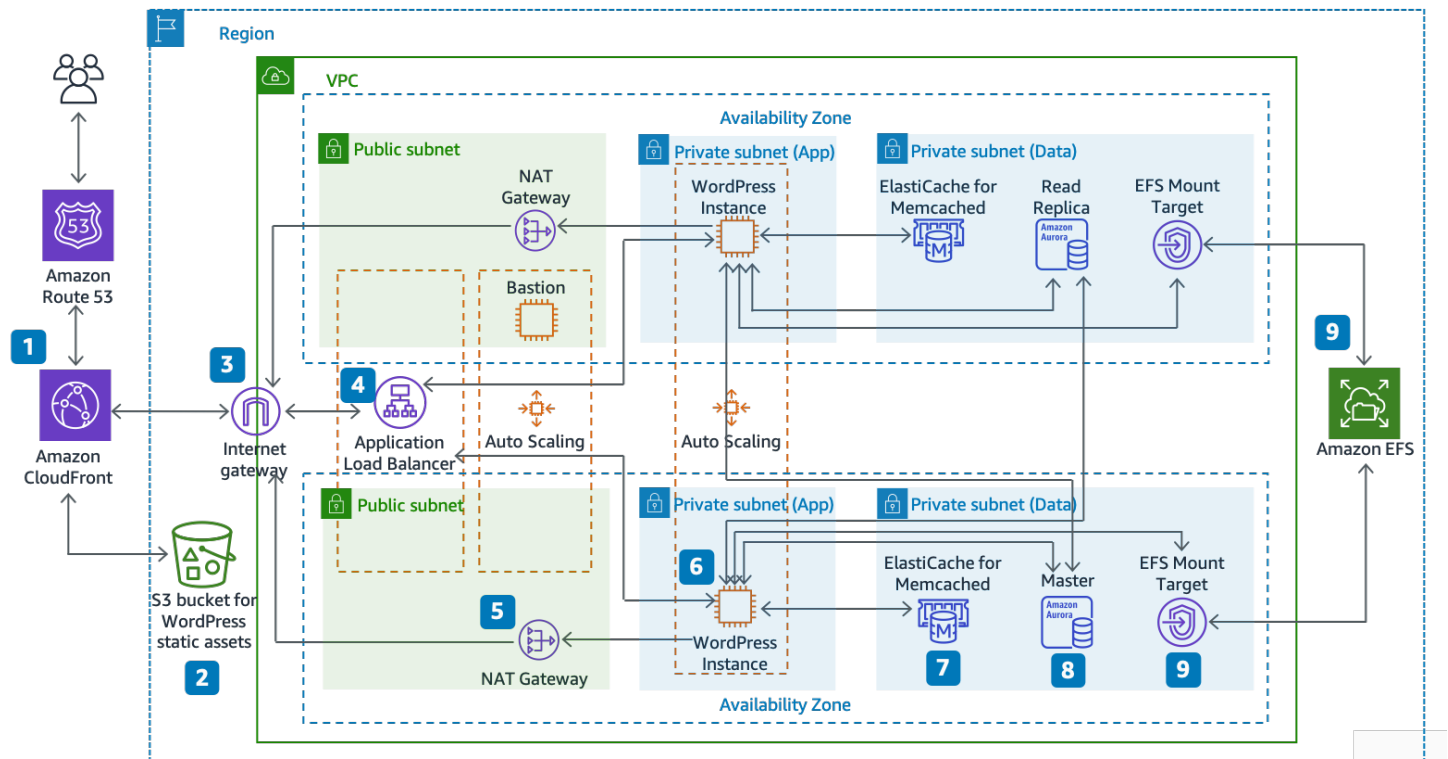 Region
VPC
Availability Zone
Public subnet
Private subnet (App)
Private subnet (Data)
NAT
Gateway
WordPress
Instance
ElastiCache for
Memcached
M
Read
Replica
Amazon
Aurora
EFS Mount
Target
53
Amazon
Route 53
Bastion
1
3
4
9
Amazon
CloudFront
Internet
gateway
Application
Load Balancer
Auto Scaling
Auto Scaling
Amazon EFS
Public subnet
Private subnet (App)
Private subnet (Data)
S3 bucket for
WordPress
static assets
2
5
NAT Gateway
6
WordPress
Instance
ElastiCache for
Memcached
M
7
Master
Amazon
Aurora
8
EFS Mount
Target
9
Availability Zone